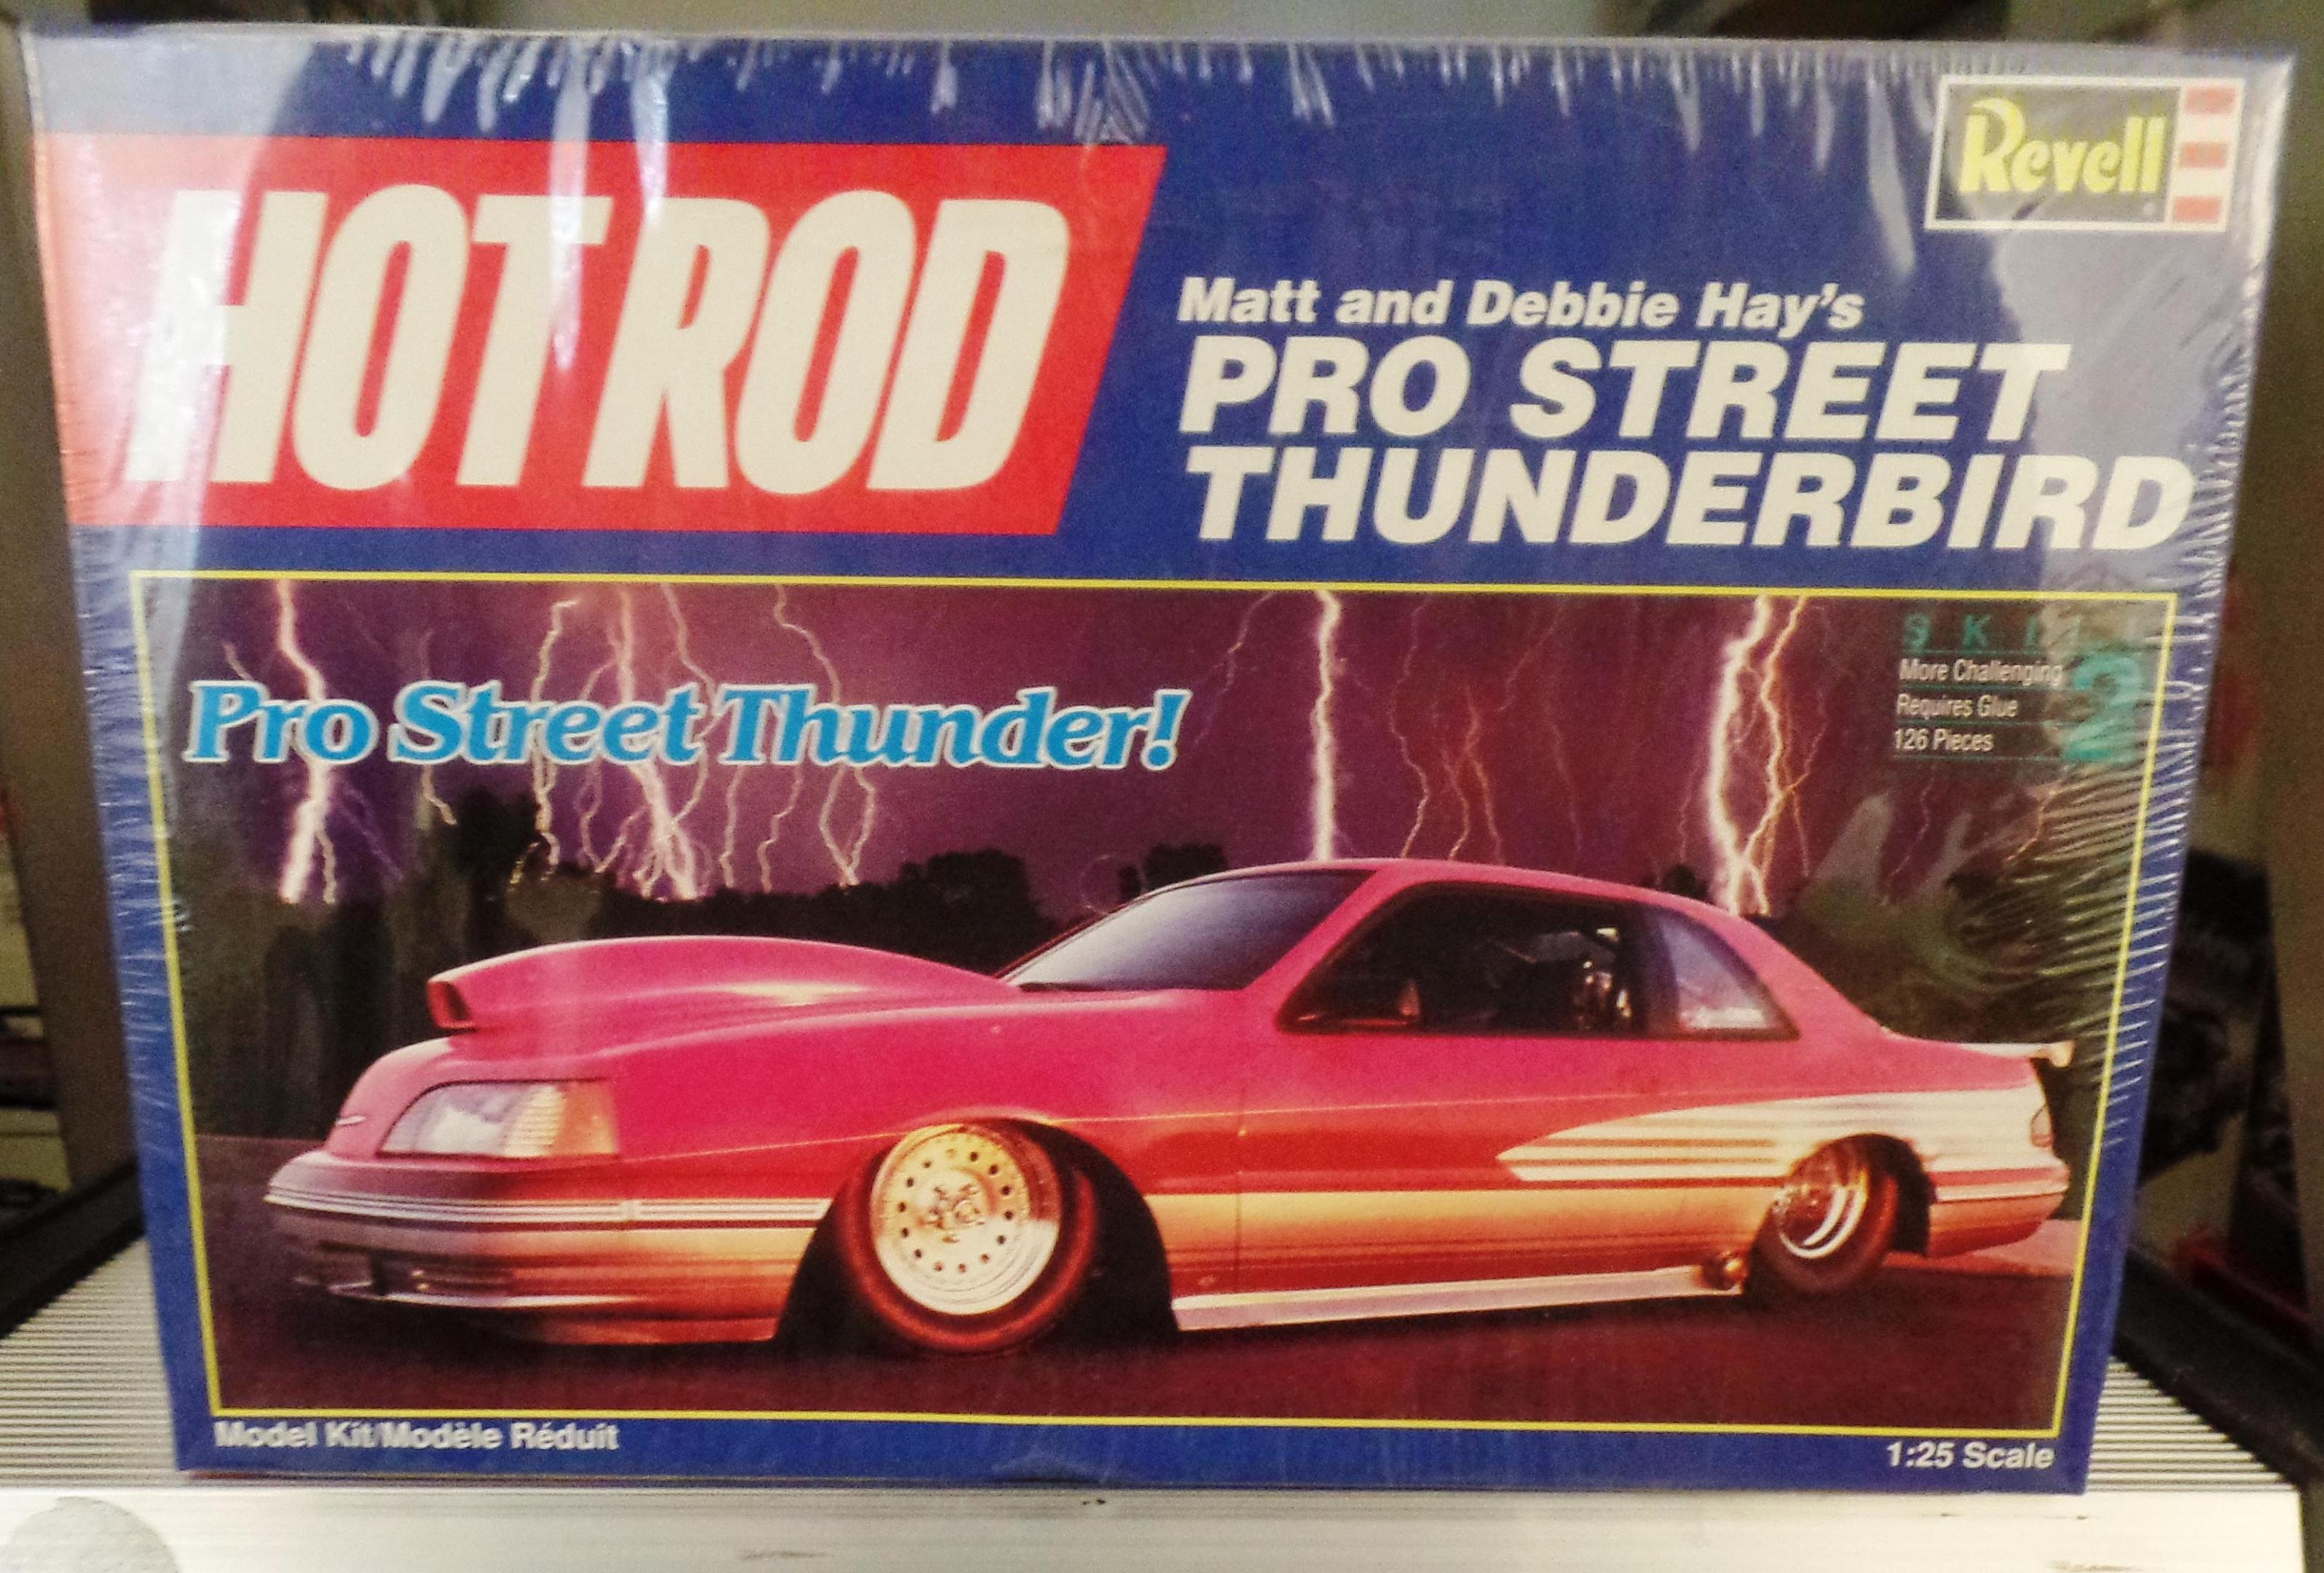 HOT ROD
Revell
Matt and Debbie Hay's
PRO STREET
THUNDERBIRD
Pro Street Thunder!
SKILL 2
More Challenging
Requires Glue
126 Pieces
Model Kit/Modèle Réduit
1:25 Scale